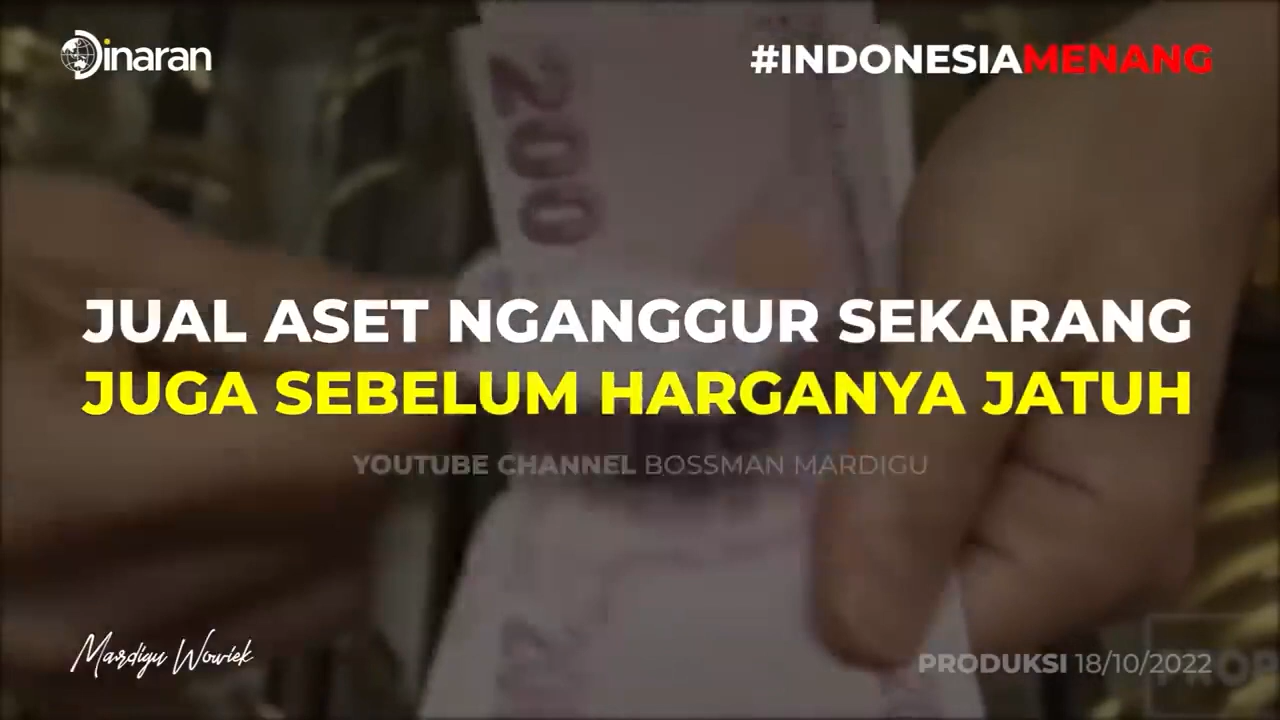 Dinaran
#INDONESIAMENANG
200
JUAL ASET NGANGGUR SEKARANG
JUGA SEBELUM HARGANYA JATUH
YOUTUBE CHANNEL BOSSMAN MARDIGU
Mardigu Wowiek
PRODUKSI 18/10/2022